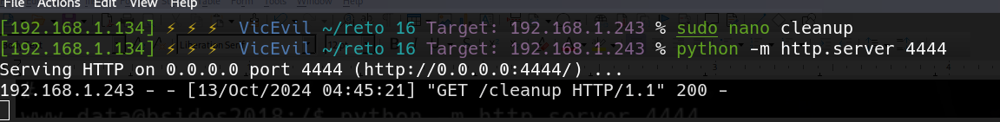 File Actions Edit View Help
[192.168.1.134] ⚡ ⚡ ⚡ VicEvil ~/reto 16 Target: 192.168.1.243 % sudo nano cleanup
[192.168.1.134] ⚡ ⚡ ⚡ VicEvil ~/reto 16 Target: 192.168.1.243 % python -m http.server 4444
Serving HTTP on 0.0.0.0 port 4444 (http://0.0.0.0:4444/) ...
192.168.1.243 - - [13/Oct/2024 04:45:21] "GET /cleanup HTTP/1.1" 200 -
www-data@bsides2018:/$ python -m http.server 4444